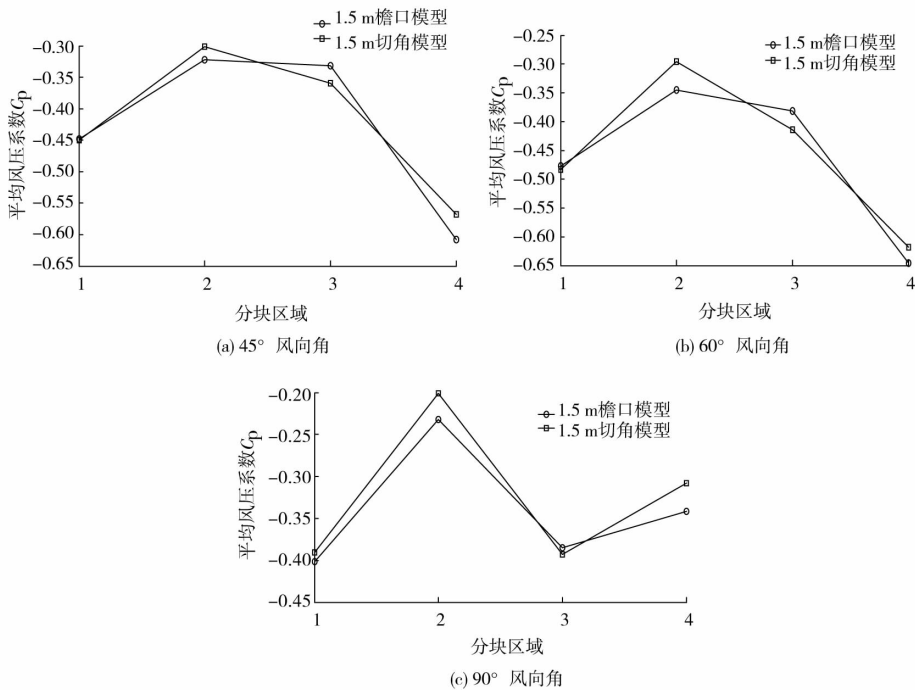 1.5 m檐口模型
1.5 m切角模型
平均风压系数Cp
-0.30
-0.35
-0.40
-0.45
-0.50
-0.55
-0.60
-0.65
1 2 3 4
分块区域
(a) 45° 风向角
1.5 m檐口模型
1.5 m切角模型
平均风压系数Cp
-0.25
-0.30
-0.35
-0.40
-0.45
-0.50
-0.55
-0.60
-0.65
1 2 3 4
分块区域
(b) 60° 风向角
1.5 m檐口模型
1.5 m切角模型
平均风压系数Cp
-0.20
-0.25
-0.30
-0.35
-0.40
-0.45
1 2 3 4
分块区域
(c) 90° 风向角